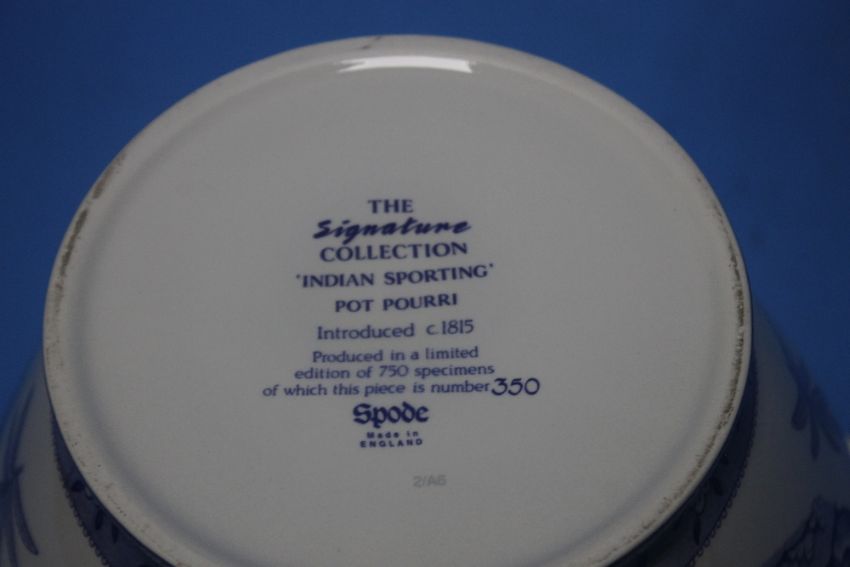 THE
Signature
COLLECTION
'INDIAN SPORTING'
POT POURRI
Introduced c.1815
Produced in a limited
edition of 750 specimens
of which this piece is number 350
Spode
Made in
ENGLAND
2/A6